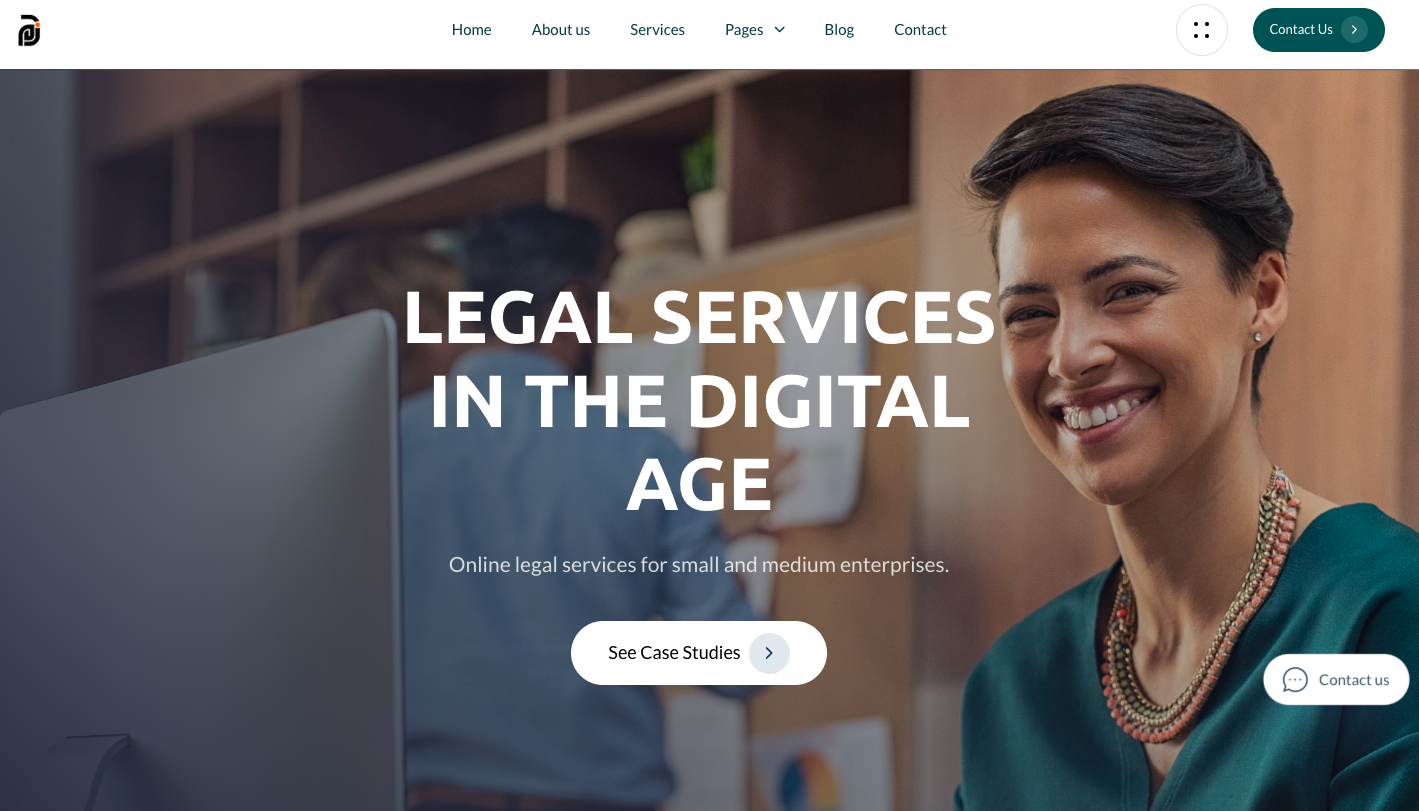 Home
About us
Services
Pages
Blog
Contact
Contact Us
LEGAL SERVICES
IN THE DIGITAL
AGE
Online legal services for small and medium enterprises.
See Case Studies
Contact us